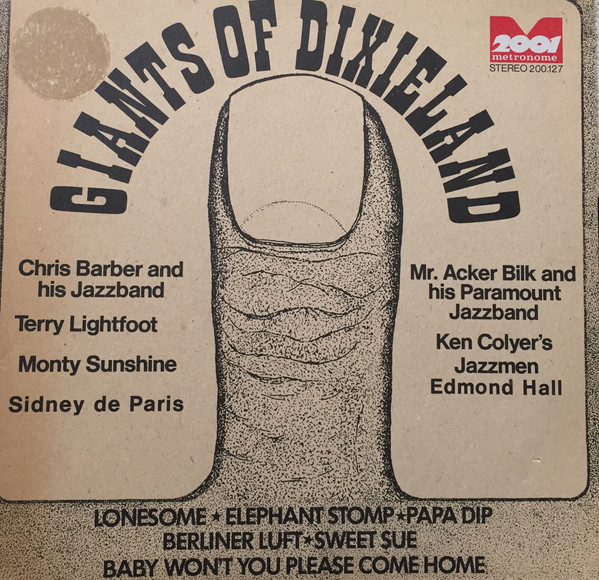 GIANTS OF DIXIELAND
2001
metronome
STEREO 200.127
Chris Barber and
his Jazzband
Terry Lightfoot
Monty Sunshine
Sidney de Paris
Mr. Acker Bilk and
his Paramount
Jazzband
Ken Colyer's
Jazzmen
Edmond Hall
LONESOME ★ ELEPHANT STOMP ★ PAPA DIP
BERLINER LUFT ★ SWEET SUE
BABY WON'T YOU PLEASE COME HOME